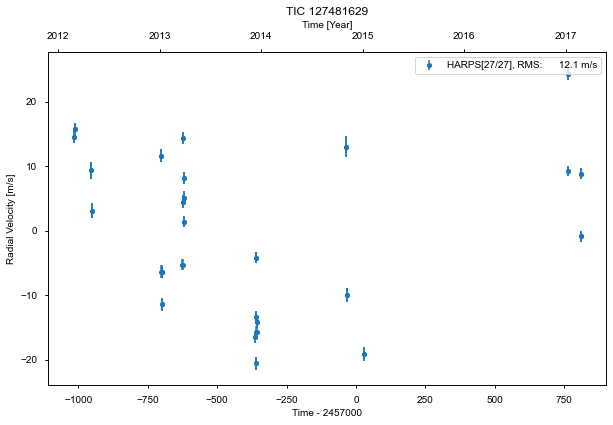 TIC 127481629
Time [Year]
2012 2013 2014 2015 2016 2017
HARPS[27/27], RMS: 12.1 m/s
Radial Velocity [m/s]
20
10
0
−10
−20
−1000 −750 −500 −250 0 250 500 750
Time - 2457000